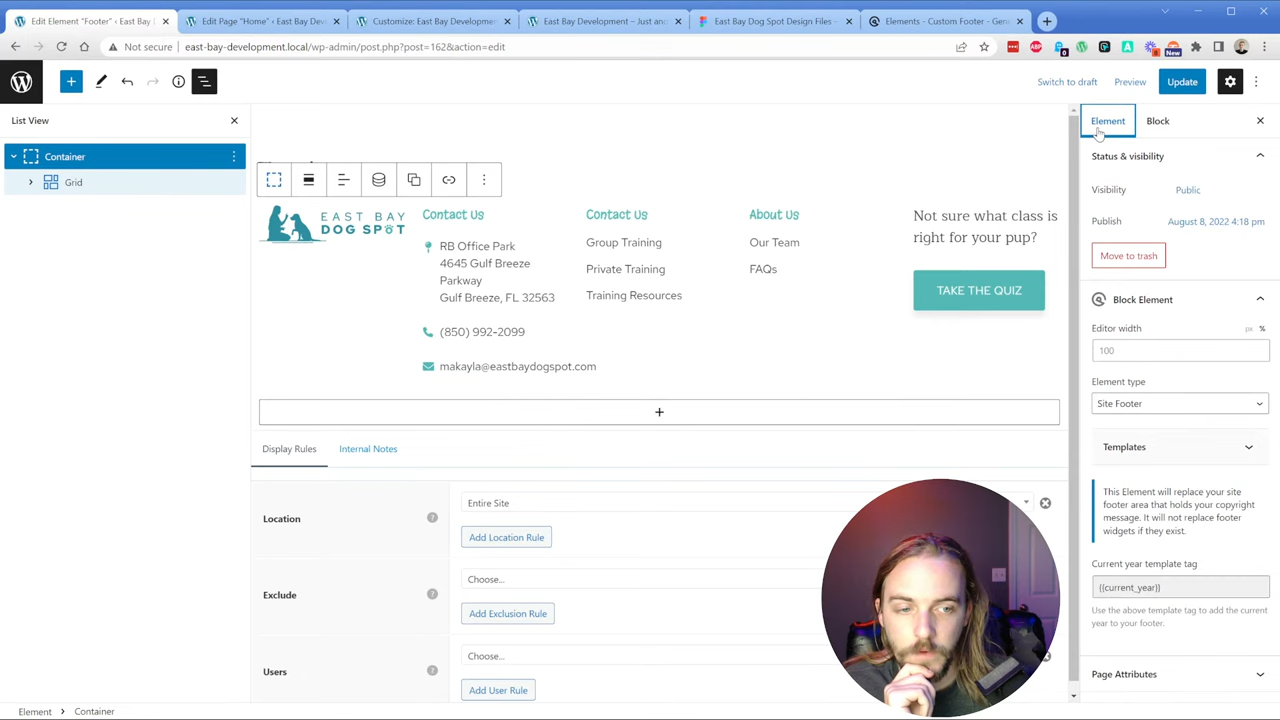 Edit Element "Footer" ‹ East Bay D
Edit Page "Home" ‹ East Bay Deve
Customize: East Bay Development
East Bay Development – Just ano
East Bay Dog Spot Design Files -
Elements - Custom Footer - Gen
Not secure
east-bay-development.local/wp-admin/post.php?post=162&action=edit
New
Switch to draft
Preview
Update
List View
Element
Block
Container
Grid
EAST BAY
DOG SPOT
Contact Us
RB Office Park
4645 Gulf Breeze
Parkway
Gulf Breeze, FL 32563
(850) 992-2099
makayla@eastbaydogspot.com
Contact Us
Group Training
Private Training
Training Resources
About Us
Our Team
FAQs
Not sure what class is
right for your pup?
TAKE THE QUIZ
Display Rules
Internal Notes
Location
Entire Site
Add Location Rule
Exclude
Choose...
Add Exclusion Rule
Users
Choose...
Add User Rule
Status & visibility
Visibility
Public
Publish
August 8, 2022 4:18 pm
Move to trash
Block Element
Editor width
px
%
100
Element type
Site Footer
Templates
This Element will replace your site
footer area that holds your copyright
message. It will not replace footer
widgets if they exist.
Current year template tag
{{current_year}}
Use the above template tag to add the current
year to your footer.
Page Attributes
Element
Container